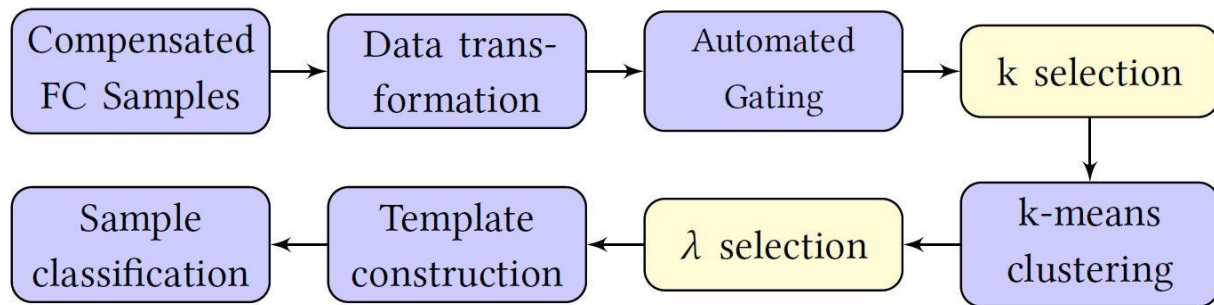 Compensated
FC Samples
Data trans-
formation
Automated
Gating
k selection
k-means
clustering
λ selection
Template
construction
Sample
classification